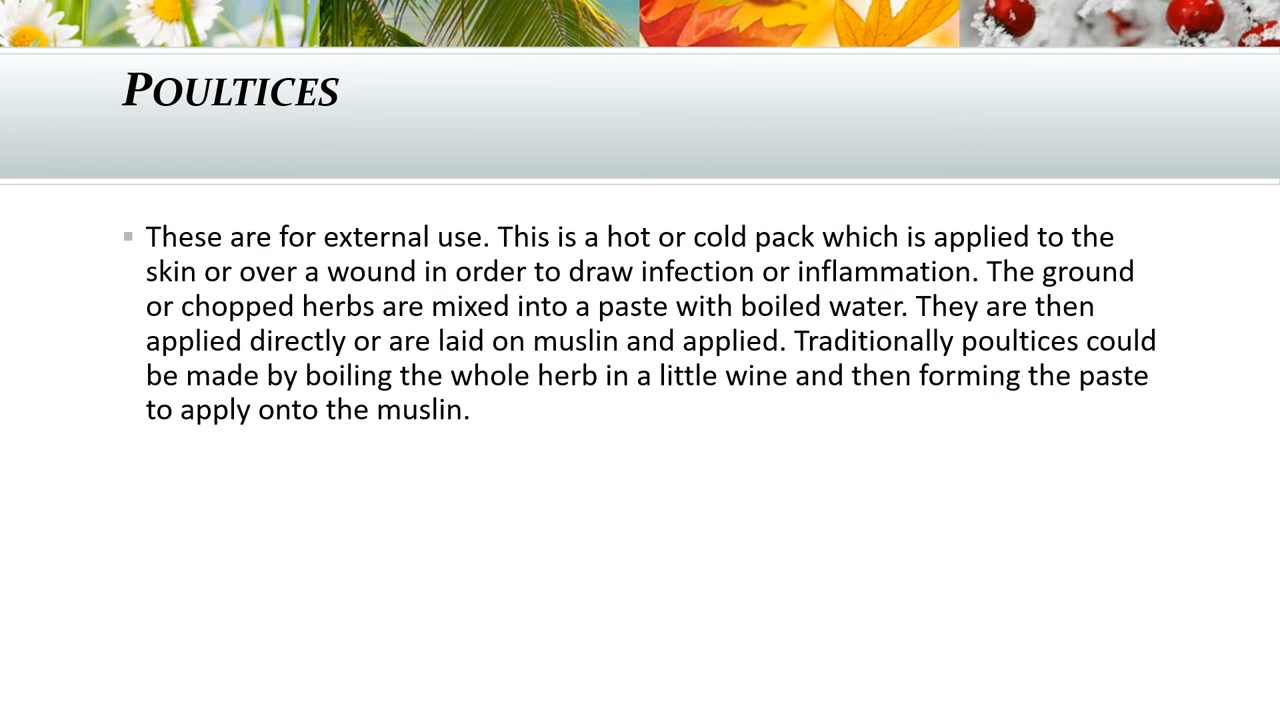 POULTICES
▪ These are for external use. This is a hot or cold pack which is applied to the
skin or over a wound in order to draw infection or inflammation. The ground
or chopped herbs are mixed into a paste with boiled water. They are then
applied directly or are laid on muslin and applied. Traditionally poultices could
be made by boiling the whole herb in a little wine and then forming the paste
to apply onto the muslin.